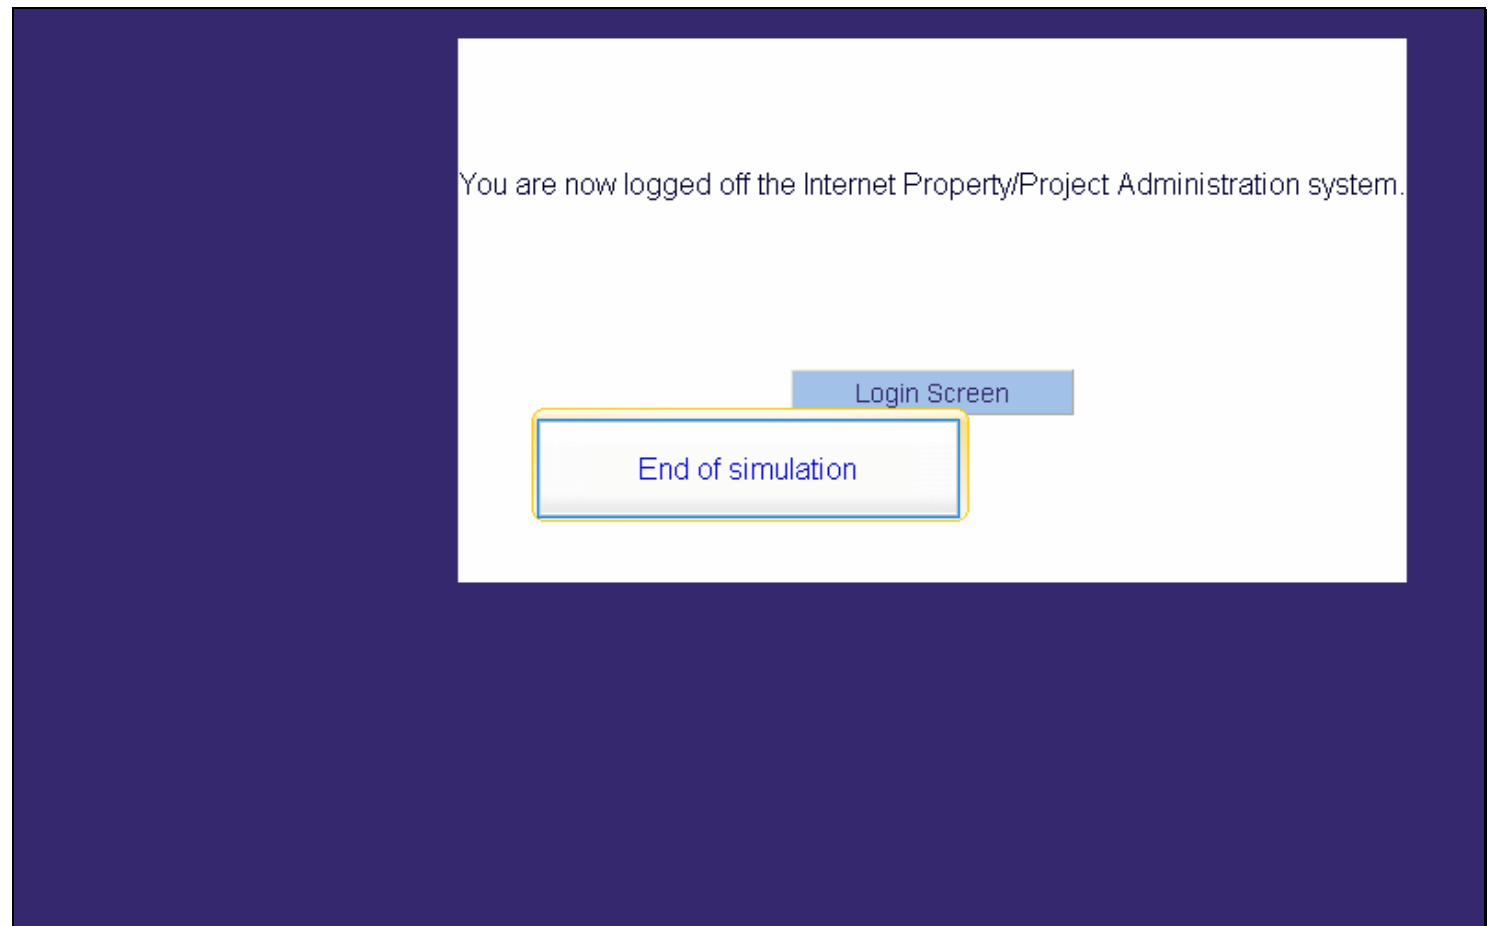 You are now logged off the Internet Property/Project Administration system.
Login Screen
End of simulation